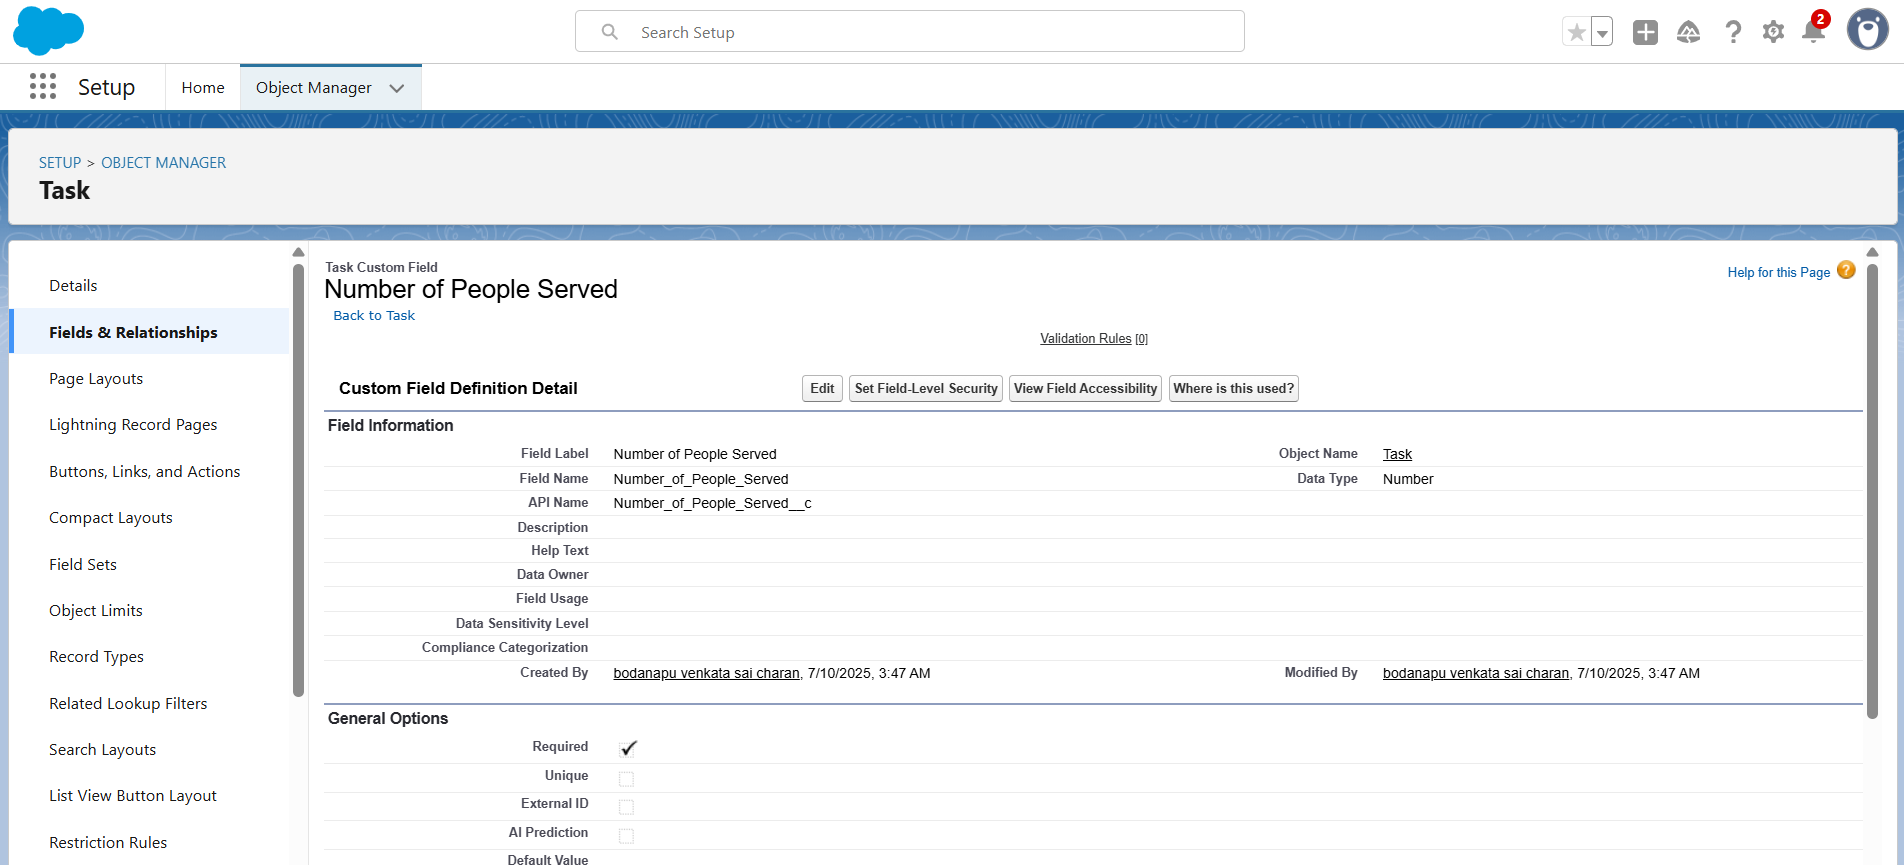 Search Setup
2
Setup
Home
Object Manager
SETUP > OBJECT MANAGER
Task
Details
Fields & Relationships
Page Layouts
Lightning Record Pages
Buttons, Links, and Actions
Compact Layouts
Field Sets
Object Limits
Record Types
Related Lookup Filters
Search Layouts
List View Button Layout
Restriction Rules
Task Custom Field
Number of People Served
Back to Task
Help for this Page ?
Validation Rules [0]
Custom Field Definition Detail
Edit
Set Field-Level Security
View Field Accessibility
Where is this used?
Field Information
Field Label Number of People Served Object Name Task
Field Name Number_of_People_Served Data Type Number
API Name Number_of_People_Served__c
Description
Help Text
Data Owner
Field Usage
Data Sensitivity Level
Compliance Categorization
Created By bodanapu venkata sai charan, 7/10/2025, 3:47 AM Modified By bodanapu venkata sai charan, 7/10/2025, 3:47 AM
General Options
Required
Unique
External ID
AI Prediction
Default Value